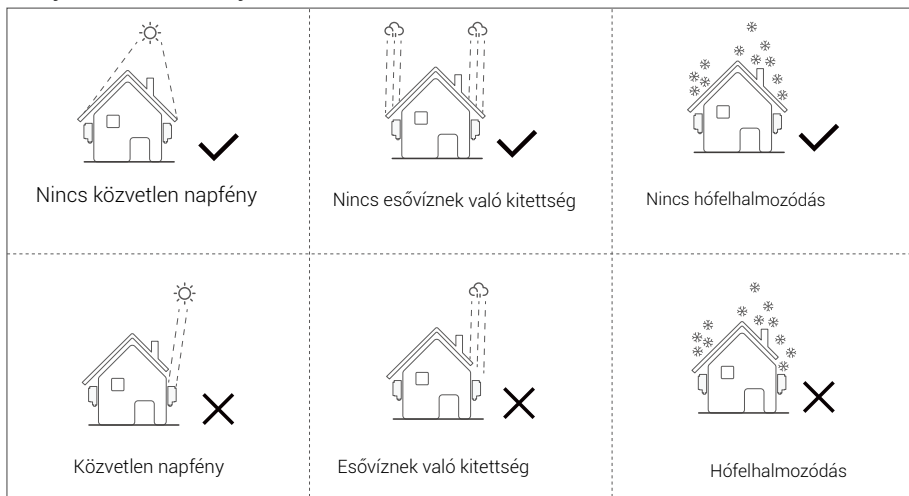 Nincs közvetlen napfény
Nincs esővíznek való kitettség
Nincs hófelhalmozódás
Közvetlen napfény
Esővíznek való kitettség
Hófelhalmozódás